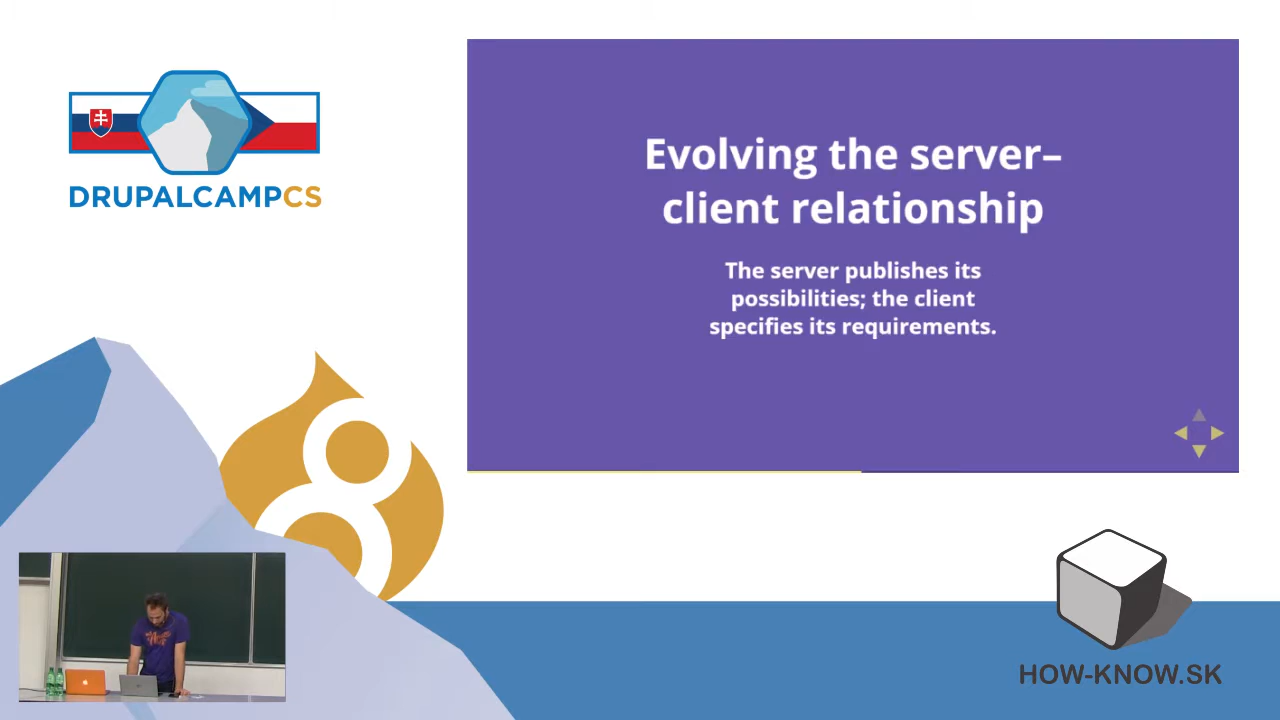 DRUPALCAMPCS
Evolving the server–
client relationship
The server publishes its
possibilities; the client
specifies its requirements.
8
HOW-KNOW.SK